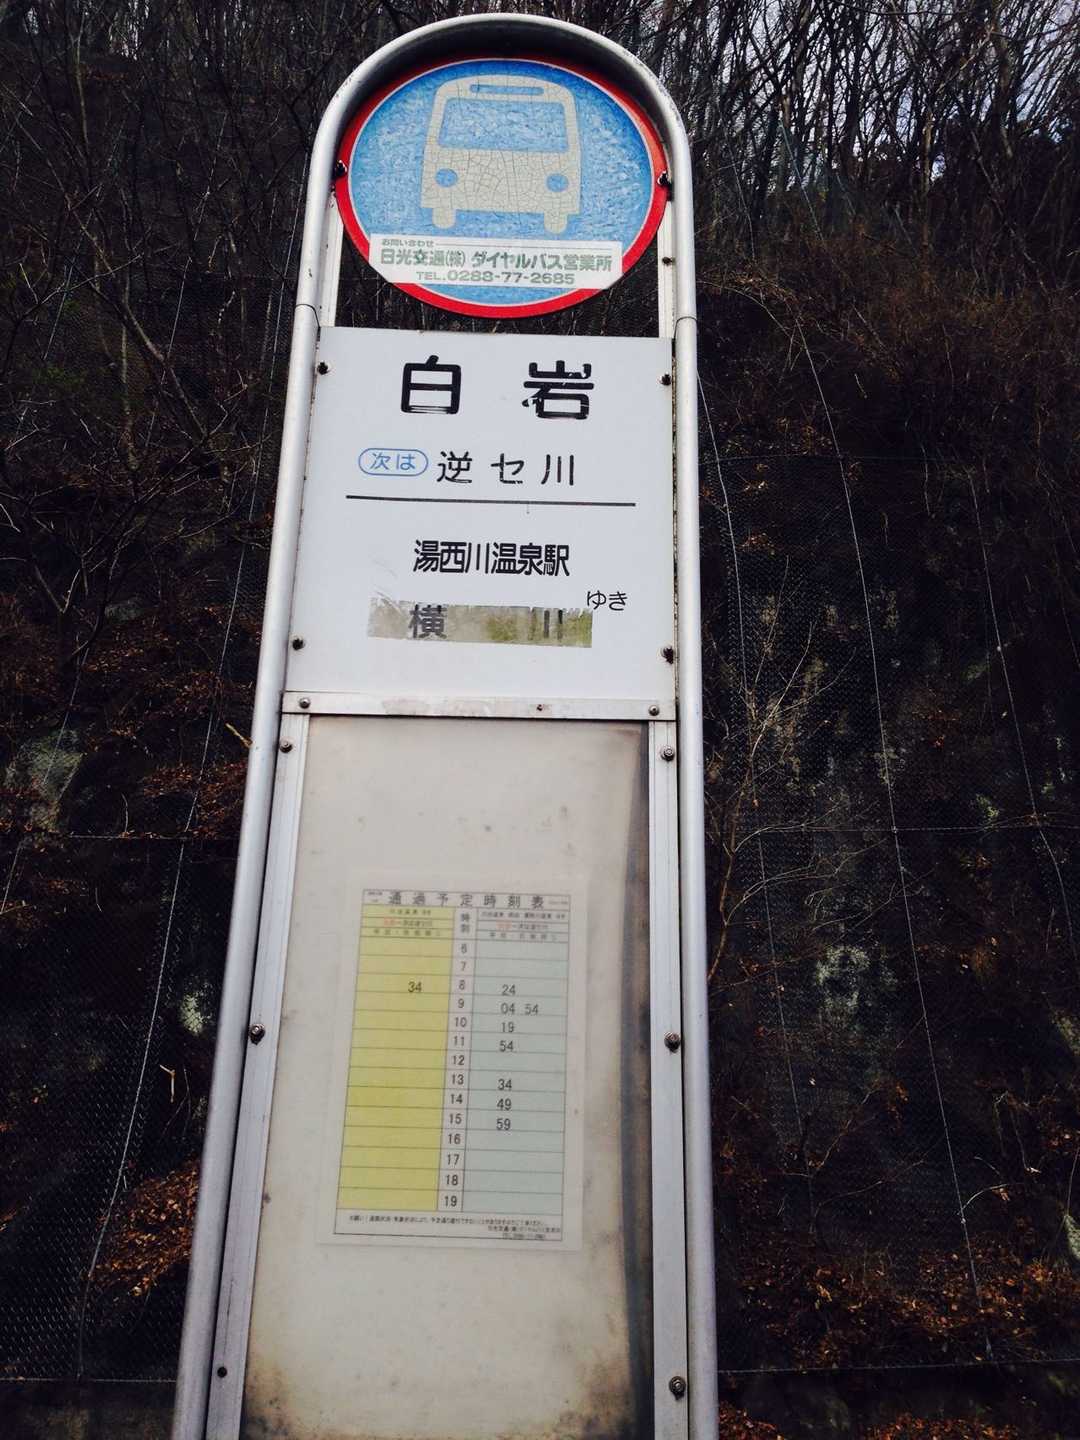 お問い合わせ
日光交通(株) ダイヤルバス営業所
TEL.0288-77-2685
白岩
次は 逆セ川
湯西川温泉駅
ゆき
横 川
通過予定時刻表
時刻
6
7
34 8 24
9 04 54
10 19
11 54
12
13 34
14 49
15 59
16
17
18
19